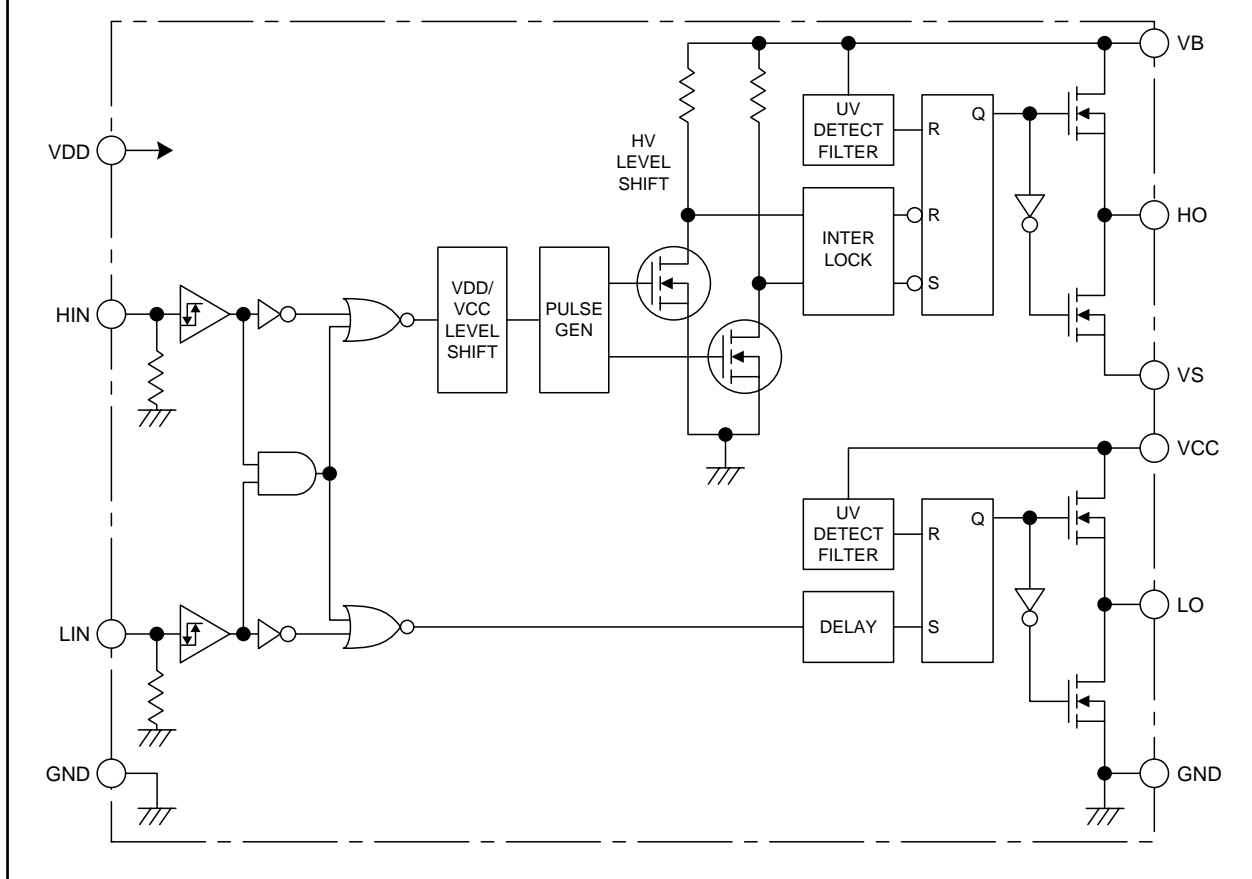 VB
UV
DETECT
FILTER
R
Q
VDD
HV
LEVEL
SHIFT
HO
INTER
LOCK
R
S
HIN
VDD/
VCC
LEVEL
SHIFT
PULSE
GEN
VS
VCC
UV
DETECT
FILTER
R
Q
LIN
DELAY
S
LO
GND
GND